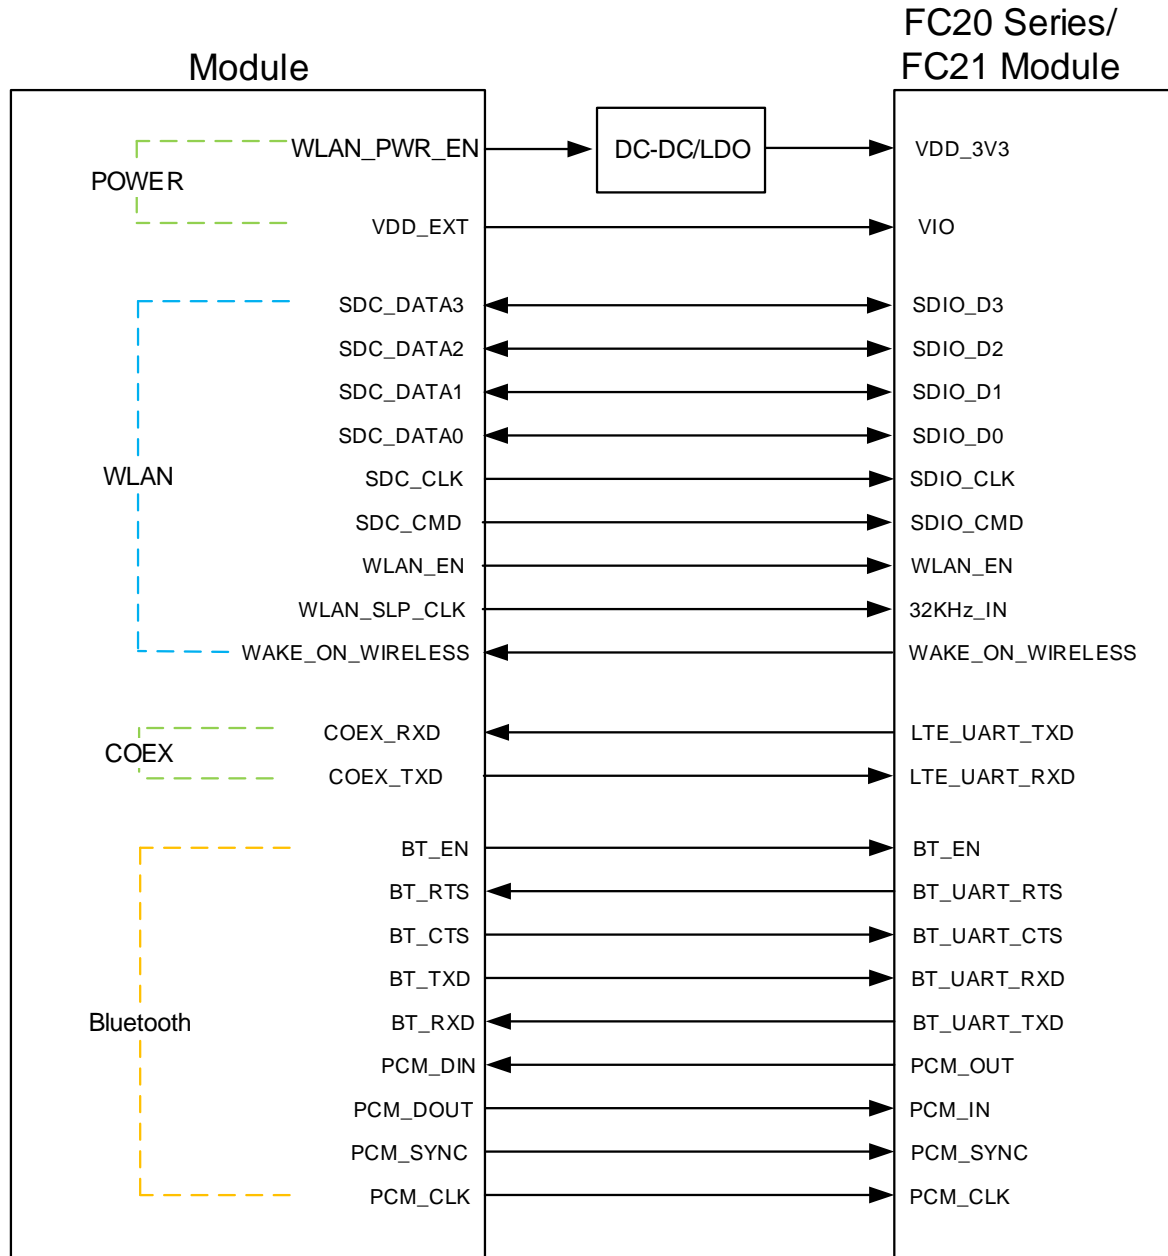 FC20 Series/
Module FC21 Module
WLAN_PWR_EN DC-DC/LDO VDD_3V3
POWER
VDD_EXT VIO
SDC_DATA3 SDIO_D3
SDC_DATA2 SDIO_D2
SDC_DATA1 SDIO_D1
SDC_DATA0 SDIO_D0
WLAN SDC_CLK SDIO_CLK
SDC_CMD SDIO_CMD
WLAN_EN WLAN_EN
WLAN_SLP_CLK 32KHz_IN
WAKE_ON_WIRELESS WAKE_ON_WIRELESS
COEX_RXD LTE_UART_TXD
COEX
COEX_TXD LTE_UART_RXD
BT_EN BT_EN
BT_RTS BT_UART_RTS
BT_CTS BT_UART_CTS
BT_TXD BT_UART_RXD
Bluetooth BT_RXD BT_UART_TXD
PCM_DIN PCM_OUT
PCM_DOUT PCM_IN
PCM_SYNC PCM_SYNC
PCM_CLK PCM_CLK